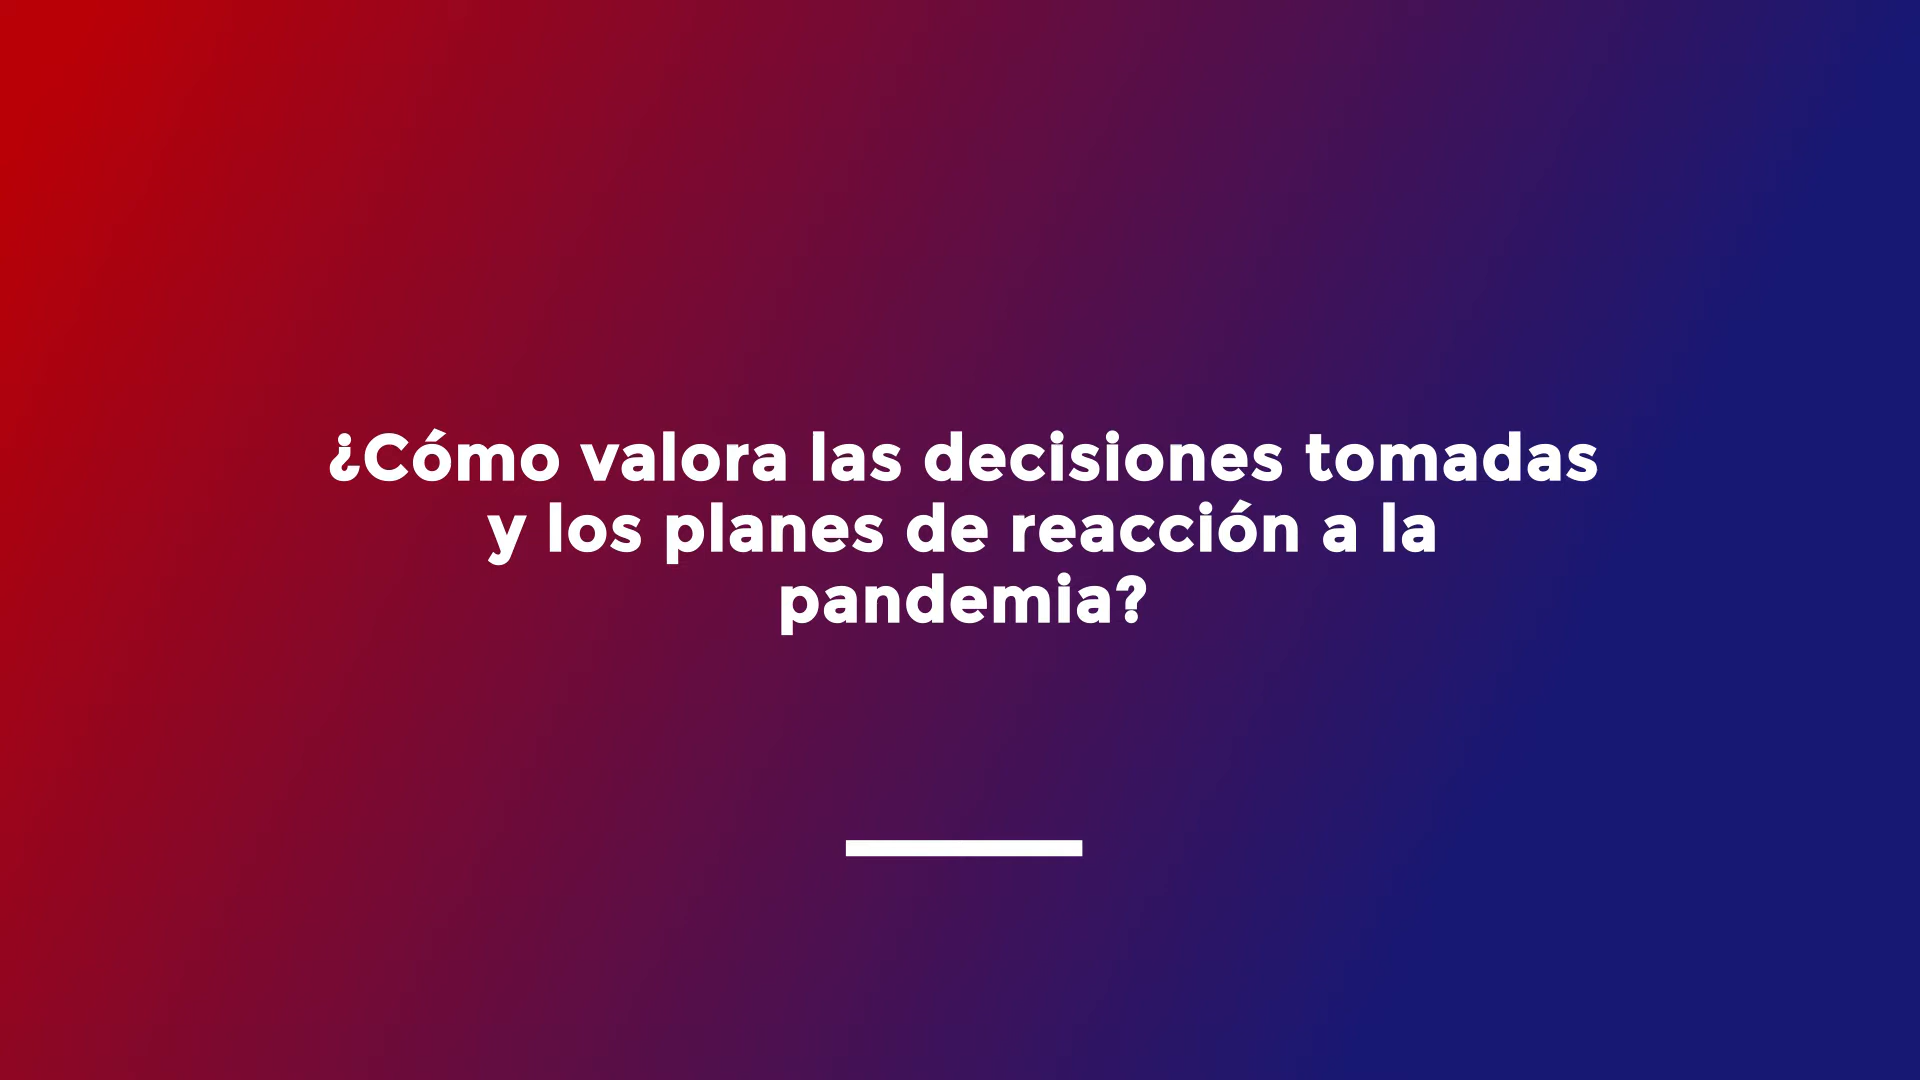 ¿Cómo valora las decisiones tomadas
y los planes de reacción a la
pandemia?